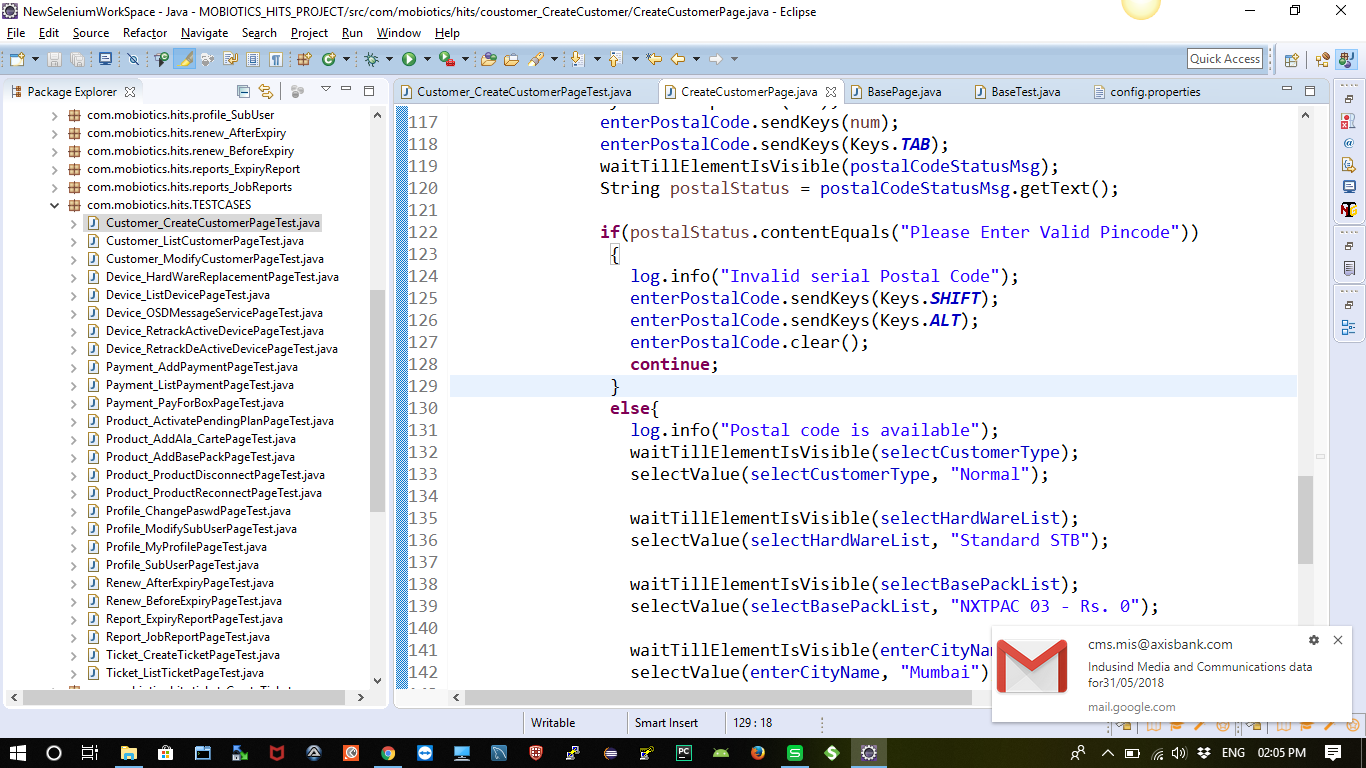 NewSeleniumWorkSpace - Java - MOBIOTICS_HITS_PROJECT/src/com/mobiotics/hits/coustomer_CreateCustomer/CreateCustomerPage.java - Eclipse
File Edit Source Refactor Navigate Search Project Run Window Help
Quick Access
Package Explorer
com.mobiotics.hits.profile_SubUser
com.mobiotics.hits.renew_AfterExpiry
com.mobiotics.hits.renew_BeforeExpiry
com.mobiotics.hits.reports_ExpiryReport
com.mobiotics.hits.reports_JobReports
com.mobiotics.hits.TESTCASES
Customer_CreateCustomerPageTest.java
Customer_ListCustomerPageTest.java
Customer_ModifyCustomerPageTest.java
Device_HardWareReplacementPageTest.java
Device_ListDevicePageTest.java
Device_OSDMessageServicePageTest.java
Device_RetrackActiveDevicePageTest.java
Device_RetrackDeActiveDevicePageTest.java
Payment_AddPaymentPageTest.java
Payment_ListPaymentPageTest.java
Payment_PayForBoxPageTest.java
Product_ActivatePendingPlanPageTest.java
Product_AddAla_CartePageTest.java
Product_AddBasePackPageTest.java
Product_ProductDisconnectPageTest.java
Product_ProductReconnectPageTest.java
Profile_ChangePaswdPageTest.java
Profile_ModifySubUserPageTest.java
Profile_MyProfilePageTest.java
Profile_SubUserPageTest.java
Renew_AfterExpiryPageTest.java
Renew_BeforeExpiryPageTest.java
Report_ExpiryReportPageTest.java
Report_JobReportPageTest.java
Ticket_CreateTicketPageTest.java
Ticket_ListTicketPageTest.java
Customer_CreateCustomerPageTest.java CreateCustomerPage.java BasePage.java BaseTest.java config.properties
117 enterPostalCode.sendKeys(num);
118 enterPostalCode.sendKeys(Keys.TAB);
119 waitTillElementIsVisible(postalCodeStatusMsg);
120 String postalStatus = postalCodeStatusMsg.getText();
121
122 if(postalStatus.contentEquals("Please Enter Valid Pincode"))
123 {
124 log.info("Invalid serial Postal Code");
125 enterPostalCode.sendKeys(Keys.SHIFT);
126 enterPostalCode.sendKeys(Keys.ALT);
127 enterPostalCode.clear();
128 continue;
129 }
130 else{
131 log.info("Postal code is available");
132 waitTillElementIsVisible(selectCustomerType);
133 selectValue(selectCustomerType, "Normal");
134
135 waitTillElementIsVisible(selectHardWareList);
136 selectValue(selectHardWareList, "Standard STB");
137
138 waitTillElementIsVisible(selectBasePackList);
139 selectValue(selectBasePackList, "NXTPAC 03 - Rs. 0");
140
141 waitTillElementIsVisible(enterCityNa
142 selectValue(enterCityName, "Mumbai")
cms.mis@axisbank.com
Indusind Media and Communications data
for31/05/2018
mail.google.com
Writable Smart Insert 129 : 18
ENG 02:05 PM